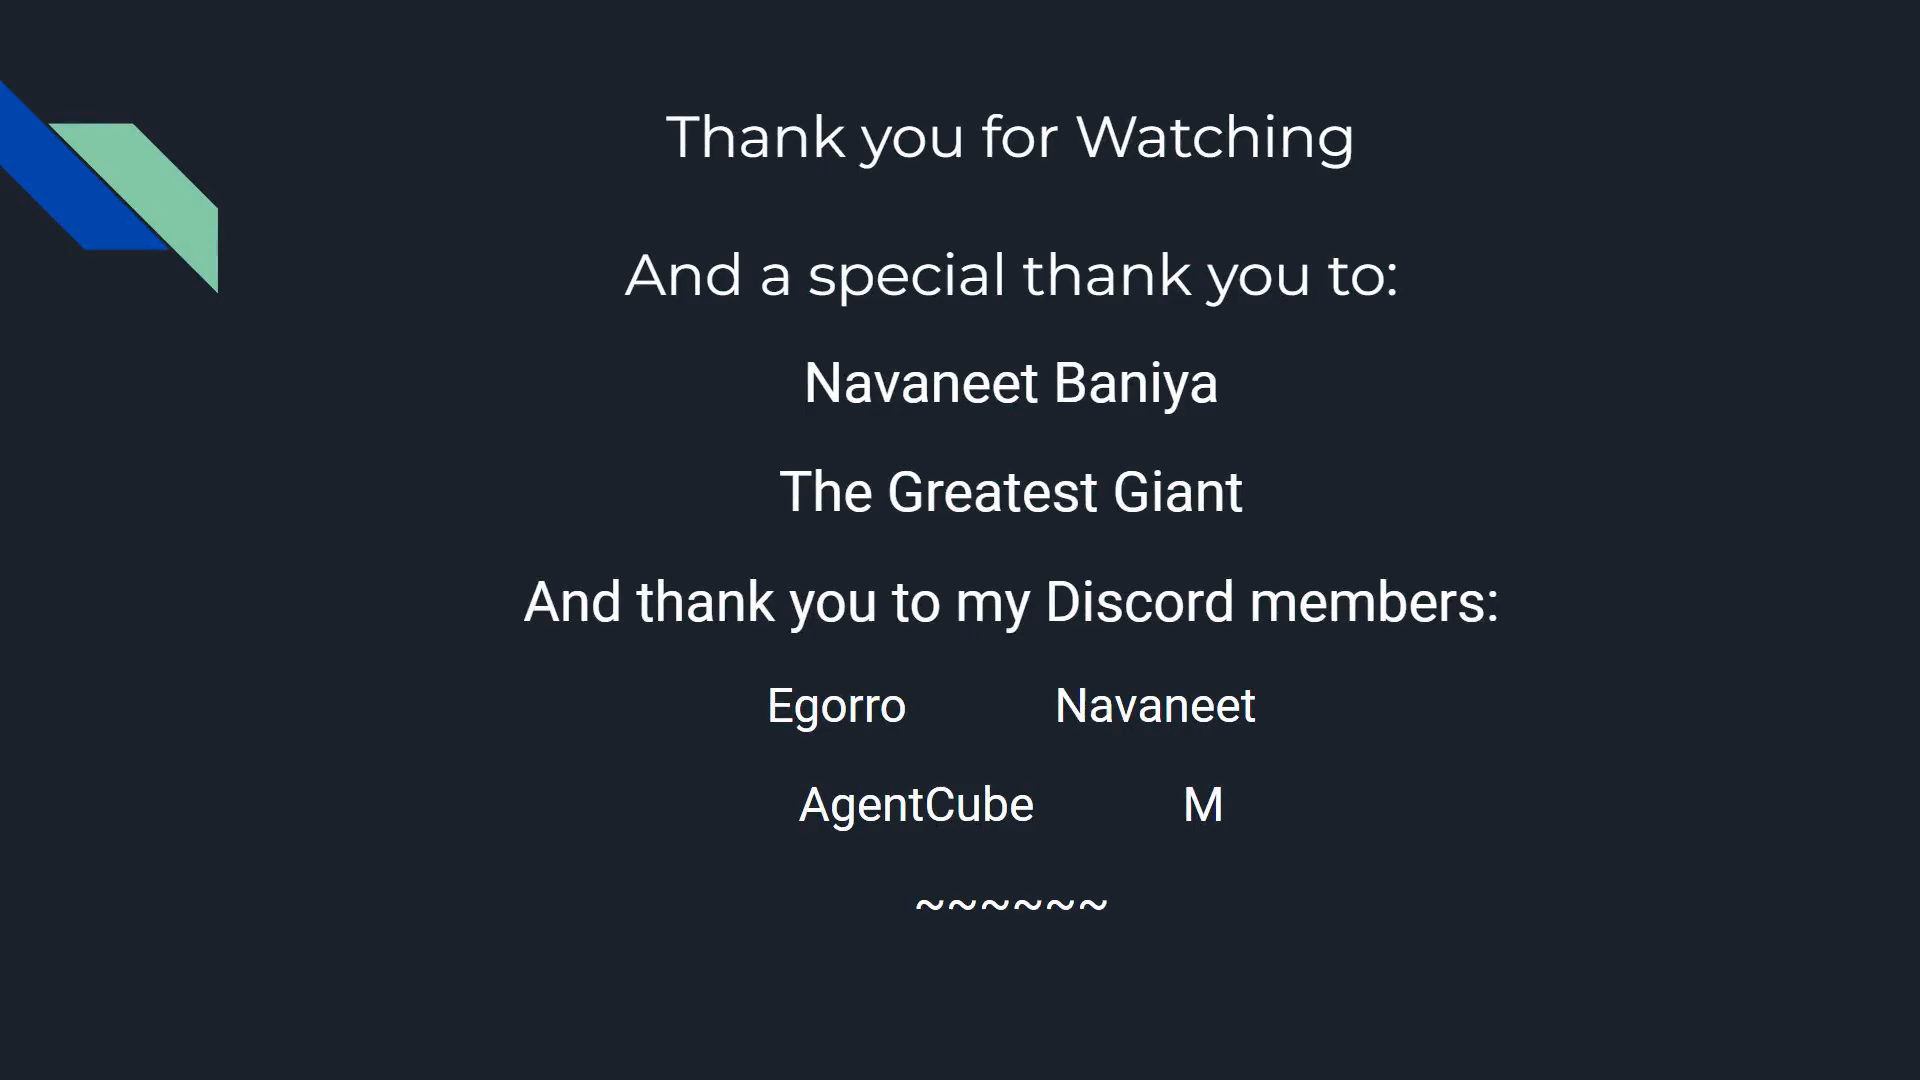 Thank you for Watching
And a special thank you to:
Navaneet Baniya
The Greatest Giant
And thank you to my Discord members:
Egorro Navaneet
AgentCube M
~~~~~~